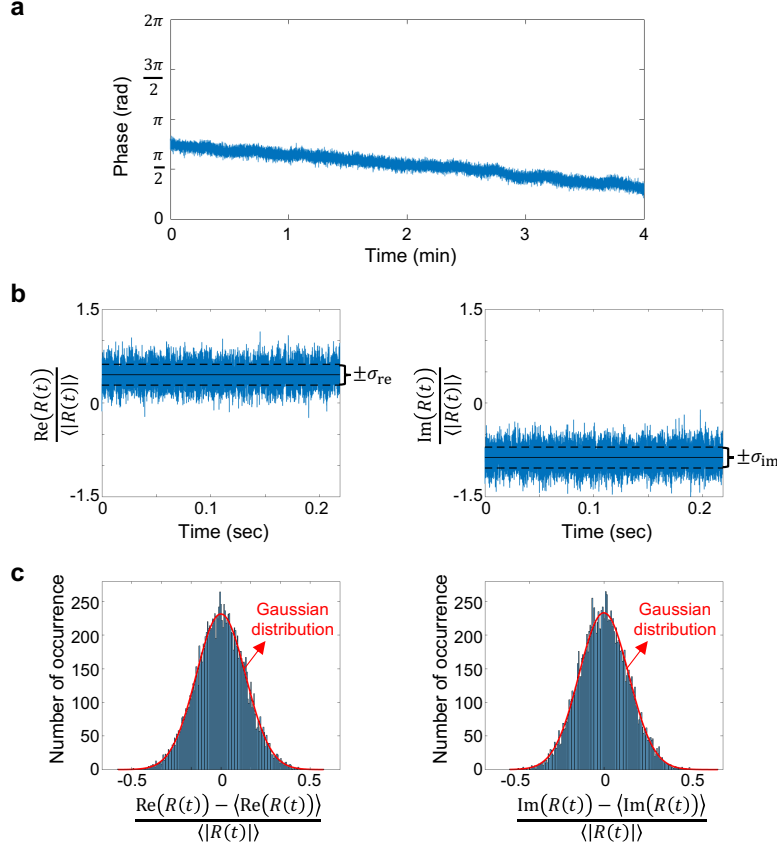 a
2π
3π/2
π
π/2
0
Phase (rad)
0 1 2 3 4
Time (min)
b
1.5
0
-1.5
Re(R(t))
⟨|R(t)|⟩
±σre
0 0.1 0.2
Time (sec)
1.5
0
-1.5
Im(R(t))
⟨|R(t)|⟩
±σim
0 0.1 0.2
Time (sec)
c
Number of occurrence
250
200
150
100
50
0
Gaussian
distribution
-0.5 0 0.5
Re(R(t)) − ⟨Re(R(t))⟩
⟨|R(t)|⟩
Number of occurrence
250
200
150
100
50
0
Gaussian
distribution
-0.5 0 0.5
Im(R(t)) − ⟨Im(R(t))⟩
⟨|R(t)|⟩